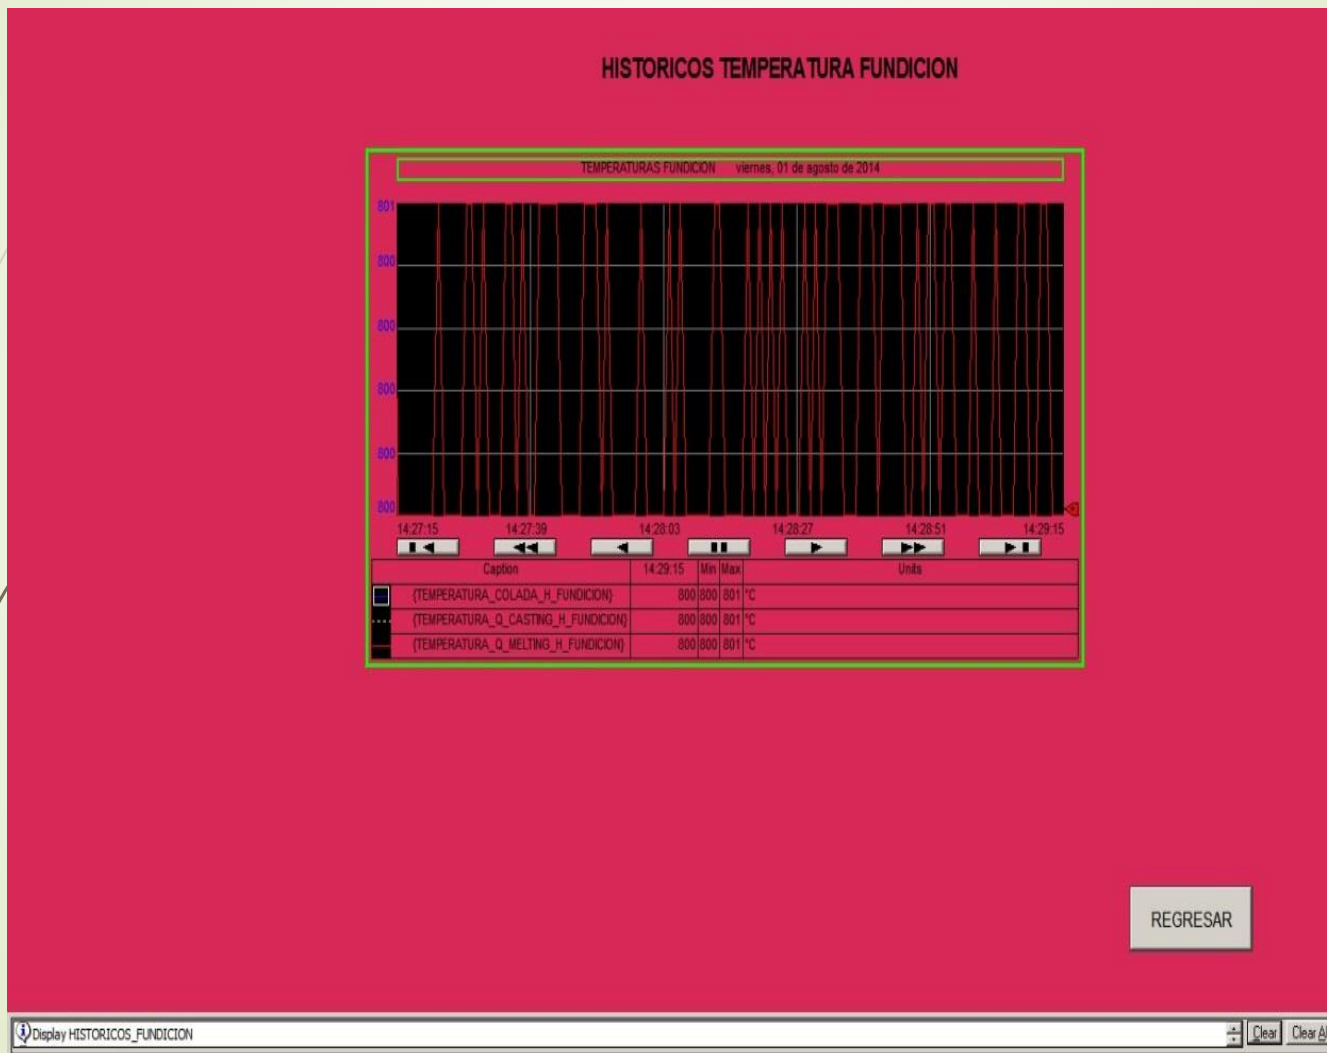 HISTORICOS TEMPERATURA FUNDICION
TEMPERATURAS FUNDICION viernes, 01 de agosto de 2014
801
800
800
800
800
800
14:27:15 14:27:39 14:28:03 14:28:27 14:28:51 14:29:15
Caption 14:29:15 Min Max Units
{TEMPERATURA_COLADA_H_FUNDICION} 800 800 801 °C
{TEMPERATURA_Q_CASTING_H_FUNDICION} 800 800 801 °C
{TEMPERATURA_Q_MELTING_H_FUNDICION} 800 800 801 °C
REGRESAR
Display HISTORICOS_FUNDICION Clear Clear A